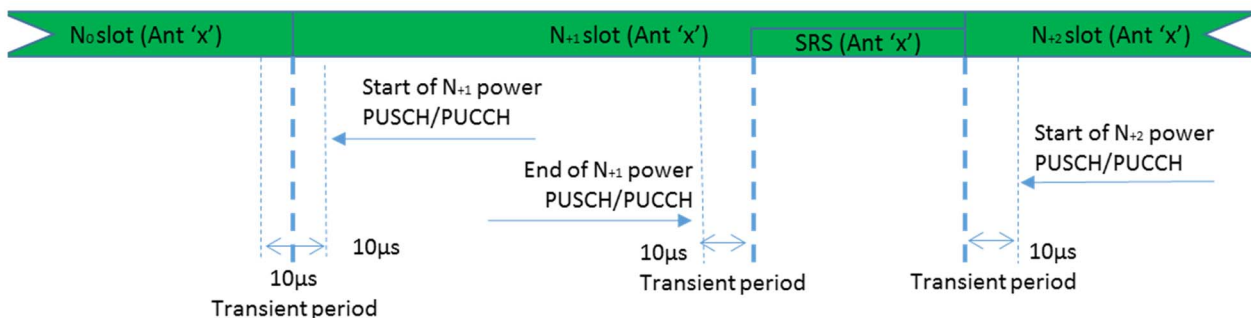 N₀ slot (Ant ‘x’)
N₊₁ slot (Ant ‘x’)
SRS (Ant ‘x’)
N₊₂ slot (Ant ‘x’)
Start of N₊₁ power
PUSCH/PUCCH
End of N₊₁ power
PUSCH/PUCCH
Start of N₊₂ power
PUSCH/PUCCH
10µs
10µs
Transient period
10µs
Transient period
10µs
Transient period